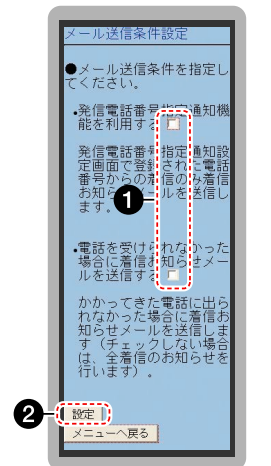 メール送信条件設定
●メール送信条件を指定し
てください。
・発信電話番号指定通知機
能を利用する
発信電話番号指定通知設
定画面で登録された電話
番号からの着信のみ着信
お知らせメールを送信し
ます。
1
・電話を受けられなかった
場合に着信お知らせメー
ルを送信する
かかってきた電話に出ら
れなかった場合に着信お
知らせメールを送信しま
す（チェックしない場合
は、全着信のお知らせを
行います）。
2
設定
メニューへ戻る